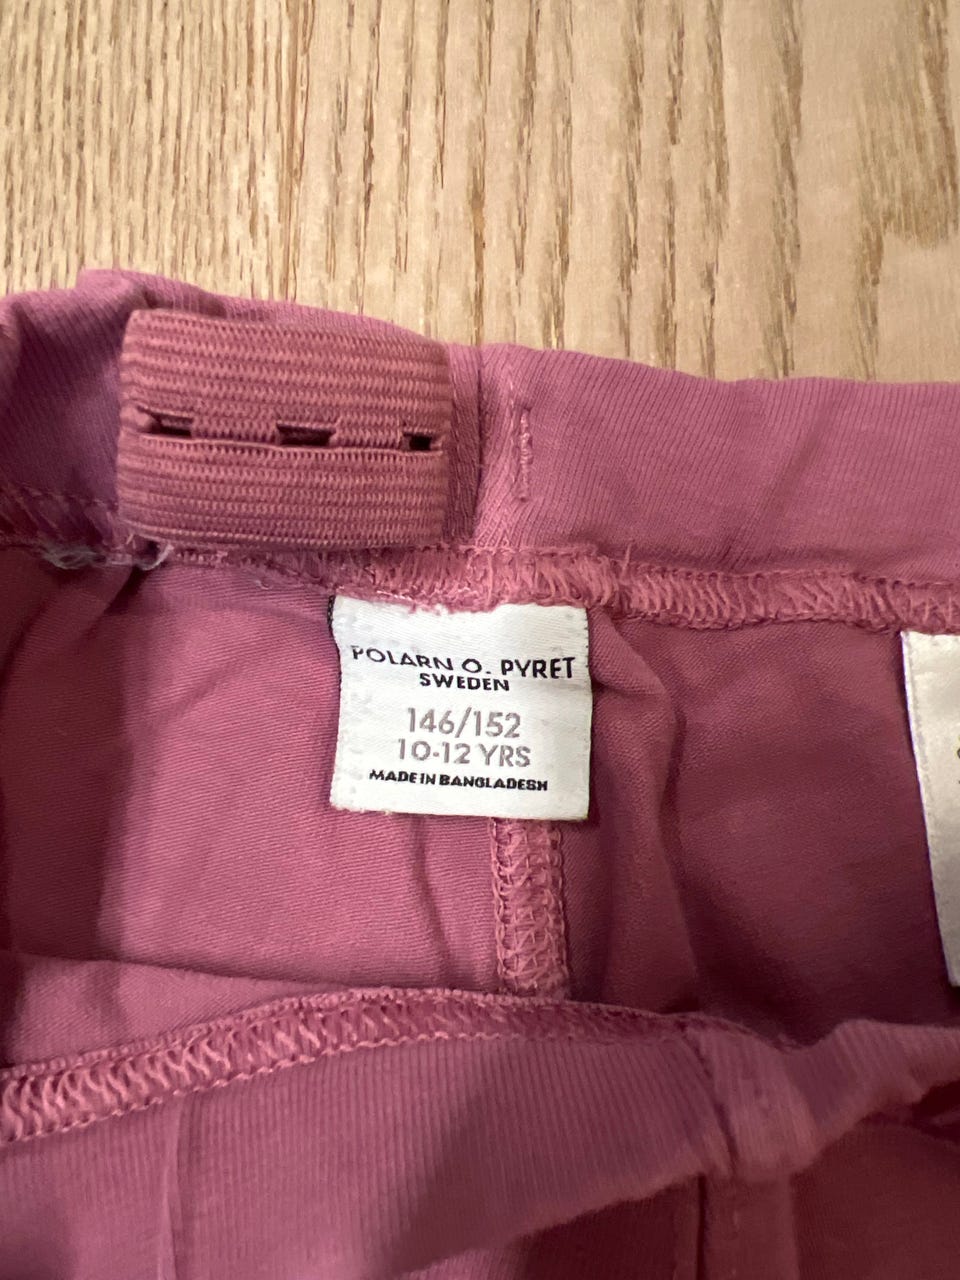 POLARN O. PYRET
SWEDEN
146/152
10-12 YRS
MADE IN BANGLADESH